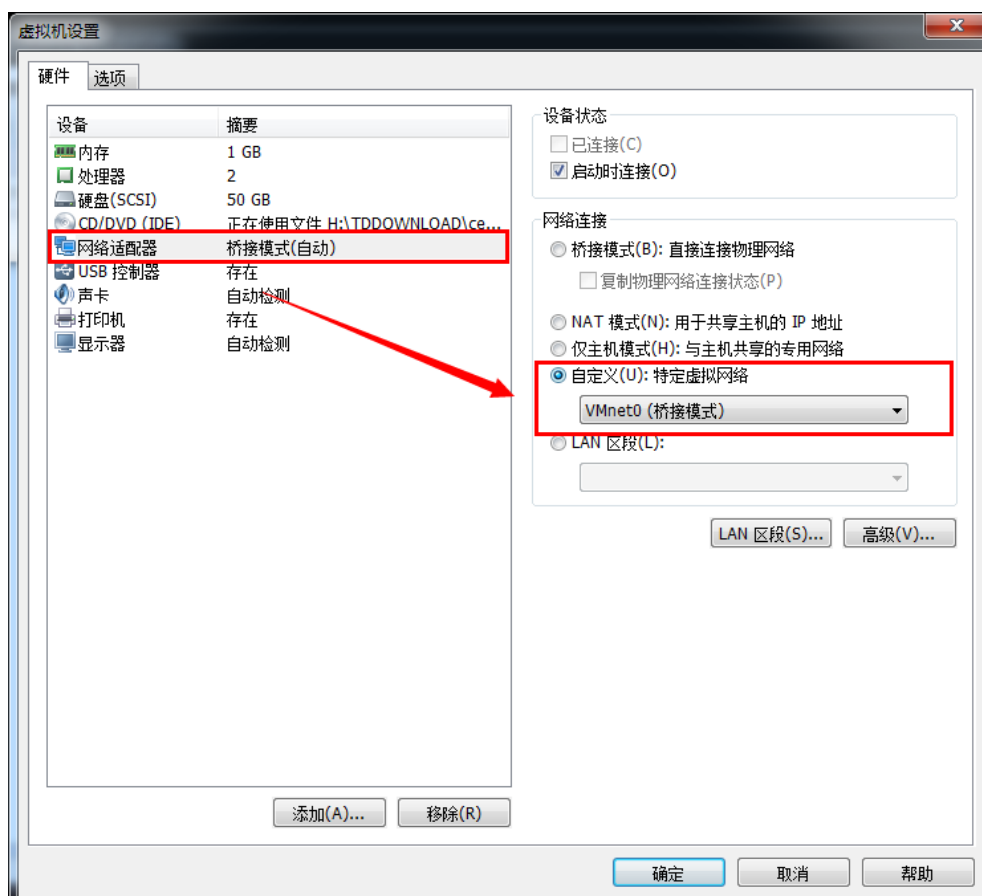 虚拟机设置
硬件 选项
设备 摘要
内存 1 GB
处理器 2
硬盘(SCSI) 50 GB
CD/DVD (IDE) 正在使用文件 H:\TDDOWNLOAD\ce...
网络适配器 桥接模式(自动)
USB 控制器 存在
声卡 自动检测
打印机 存在
显示器 自动检测
添加(A)... 移除(R)
设备状态
已连接(C)
启动时连接(O)
网络连接
桥接模式(B): 直接连接物理网络
复制物理网络连接状态(P)
NAT 模式(N): 用于共享主机的 IP 地址
仅主机模式(H): 与主机共享的专用网络
自定义(U): 特定虚拟网络
VMnet0 (桥接模式)
LAN 区段(L):
LAN 区段(S)... 高级(V)...
确定 取消 帮助